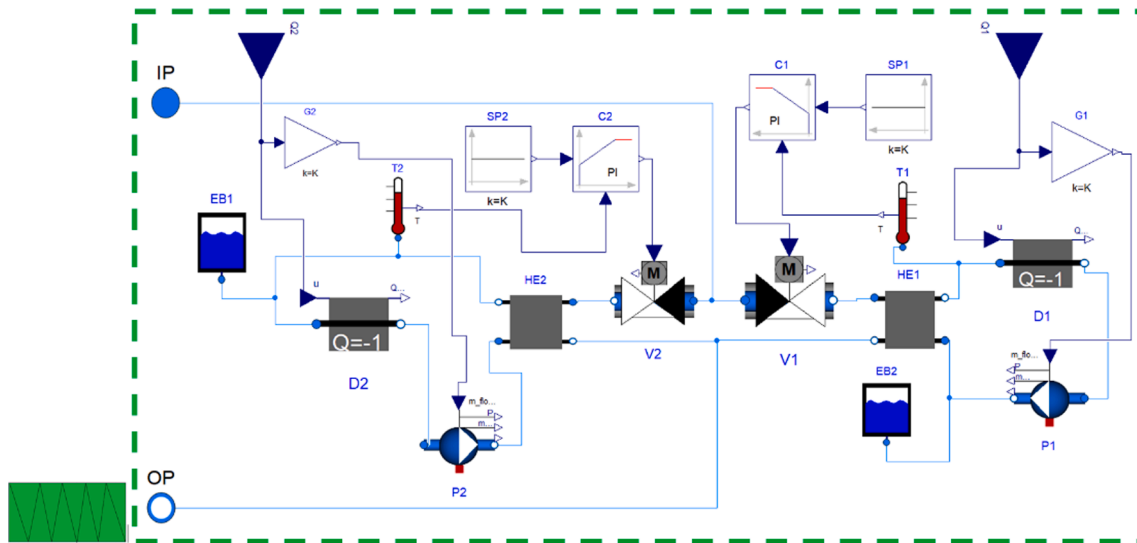 Q2
Q1
IP
C1
SP1
G2
SP2
C2
G1
PI
k=K
k=K
T2
PI
T1
k=K
EB1
k=K
T
T
u
Q...
M
M
u
Q...
HE2
HE1
Q=-1
Q=-1
D2
V2
V1
D1
EB2
m_flo...
P
m...
m_flo...
P
m...
P1
OP
P2